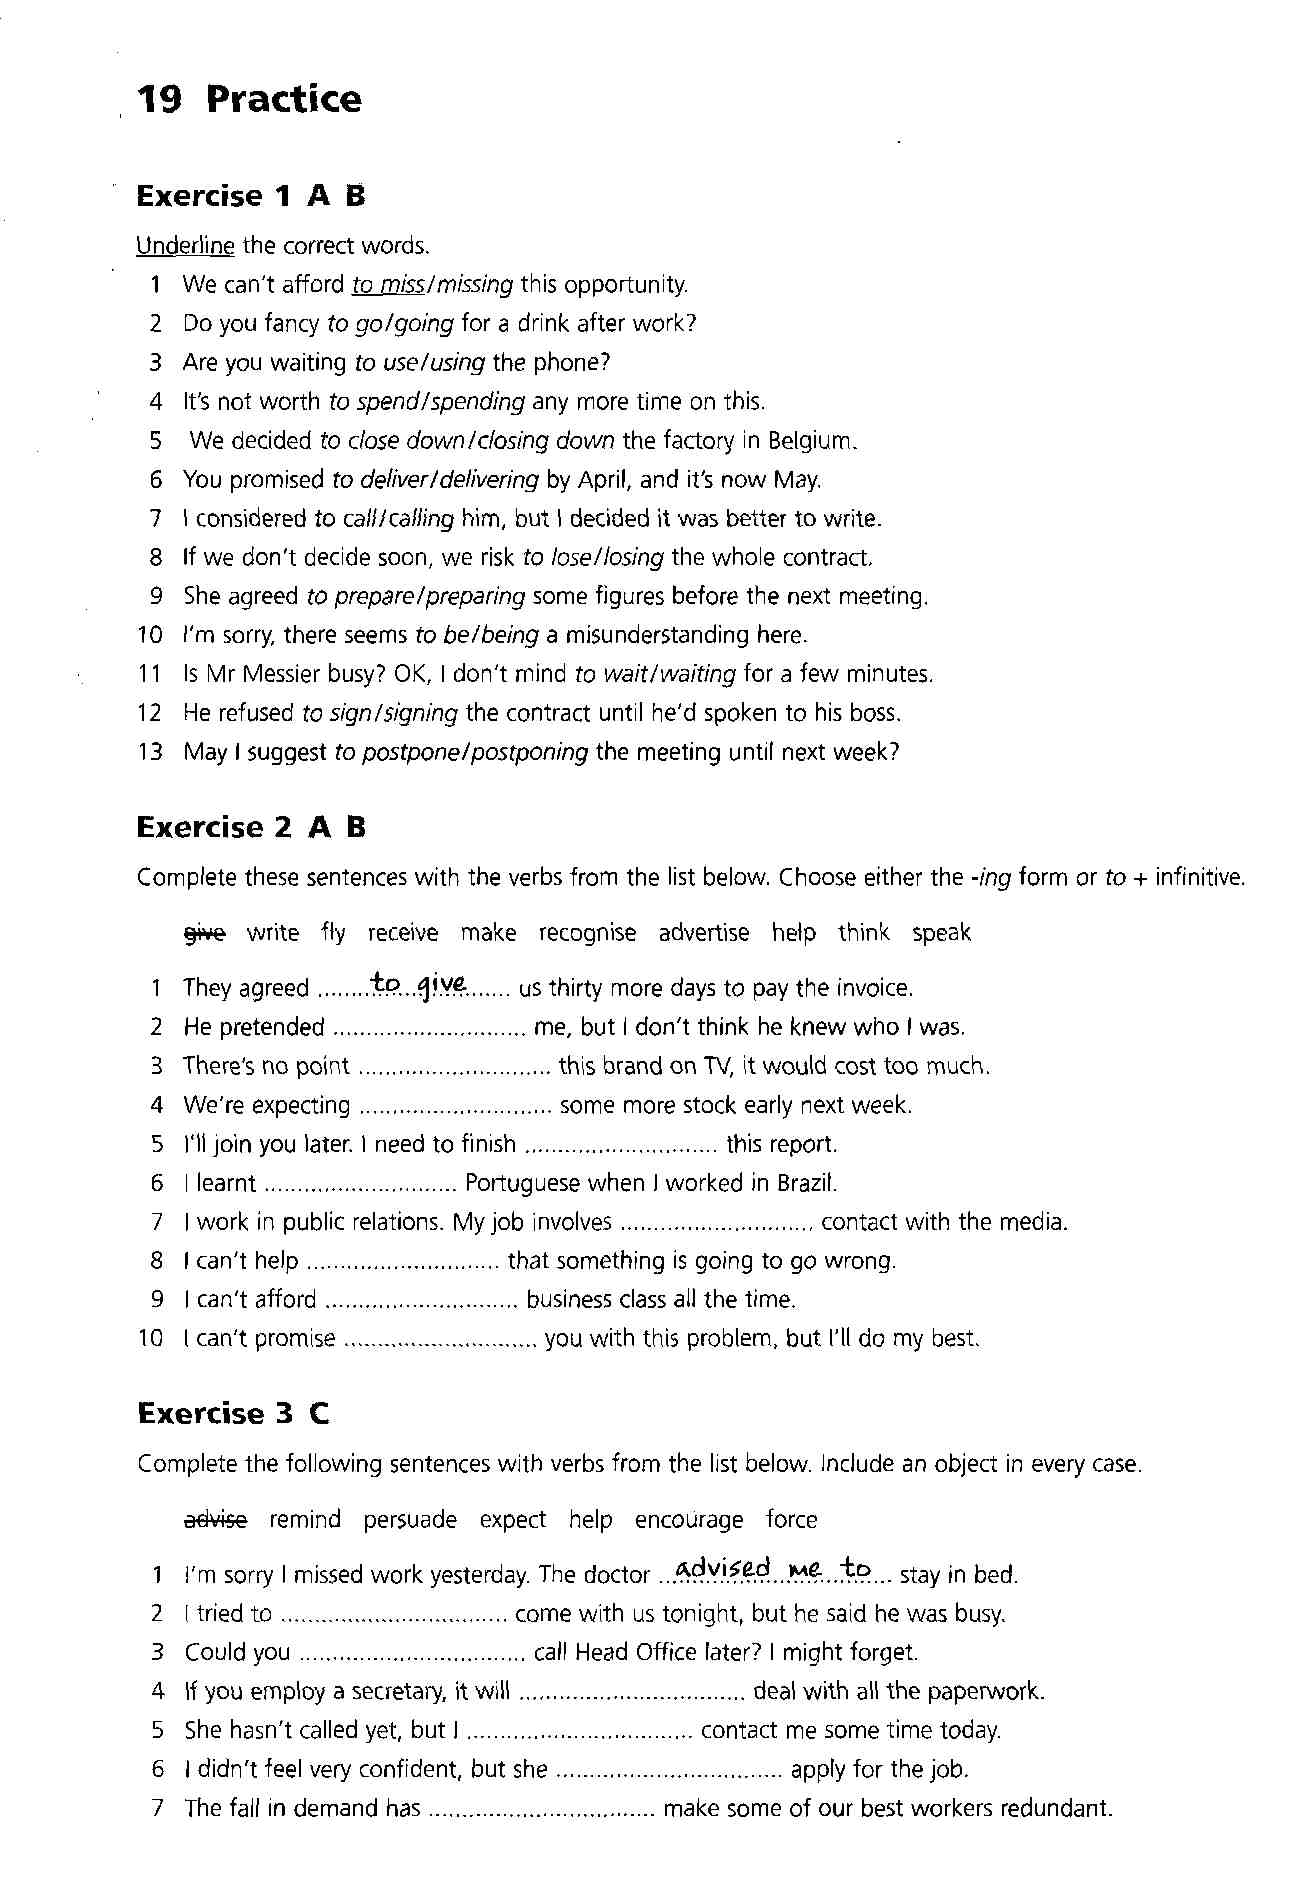 19 Practice
Exercise 1 A B
Underline the correct words.
1 We can't afford to miss/missing this opportunity.
2 Do you fancy to go/going for a drink after work?
3 Are you waiting to use/using the phone?
4 It's not worth to spend/spending any more time on this.
5 We decided to close down/closing down the factory in Belgium.
6 You promised to deliver/delivering by April, and it's now May.
7 I considered to call/calling him, but I decided it was better to write.
8 If we don't decide soon, we risk to lose/losing the whole contract.
9 She agreed to prepare/preparing some figures before the next meeting.
10 I'm sorry, there seems to be/being a misunderstanding here.
11 Is Mr Messier busy? OK, I don't mind to wait/waiting for a few minutes.
12 He refused to sign/signing the contract until he'd spoken to his boss.
13 May I suggest to postpone/postponing the meeting until next week?
Exercise 2 A B
Complete these sentences with the verbs from the list below. Choose either the -ing form or to + infinitive.
give write fly receive make recognise advertise help think speak
1 They agreed ........to give....... us thirty more days to pay the invoice.
2 He pretended ............................. me, but I don't think he knew who I was.
3 There's no point ............................. this brand on TV, it would cost too much.
4 We're expecting ............................. some more stock early next week.
5 I'll join you later. I need to finish ............................. this report.
6 I learnt ............................. Portuguese when I worked in Brazil.
7 I work in public relations. My job involves ............................. contact with the media.
8 I can't help ............................. that something is going to go wrong.
9 I can't afford ............................. business class all the time.
10 I can't promise ............................. you with this problem, but I'll do my best.
Exercise 3 C
Complete the following sentences with verbs from the list below. Include an object in every case.
advise remind persuade expect help encourage force
1 I'm sorry I missed work yesterday. The doctor ..advised me to... stay in bed.
2 I tried to .................................. come with us tonight, but he said he was busy.
3 Could you .................................. call Head Office later? I might forget.
4 If you employ a secretary, it will .................................. deal with all the paperwork.
5 She hasn't called yet, but I .................................. contact me some time today.
6 I didn't feel very confident, but she .................................. apply for the job.
7 The fall in demand has .................................. make some of our best workers redundant.